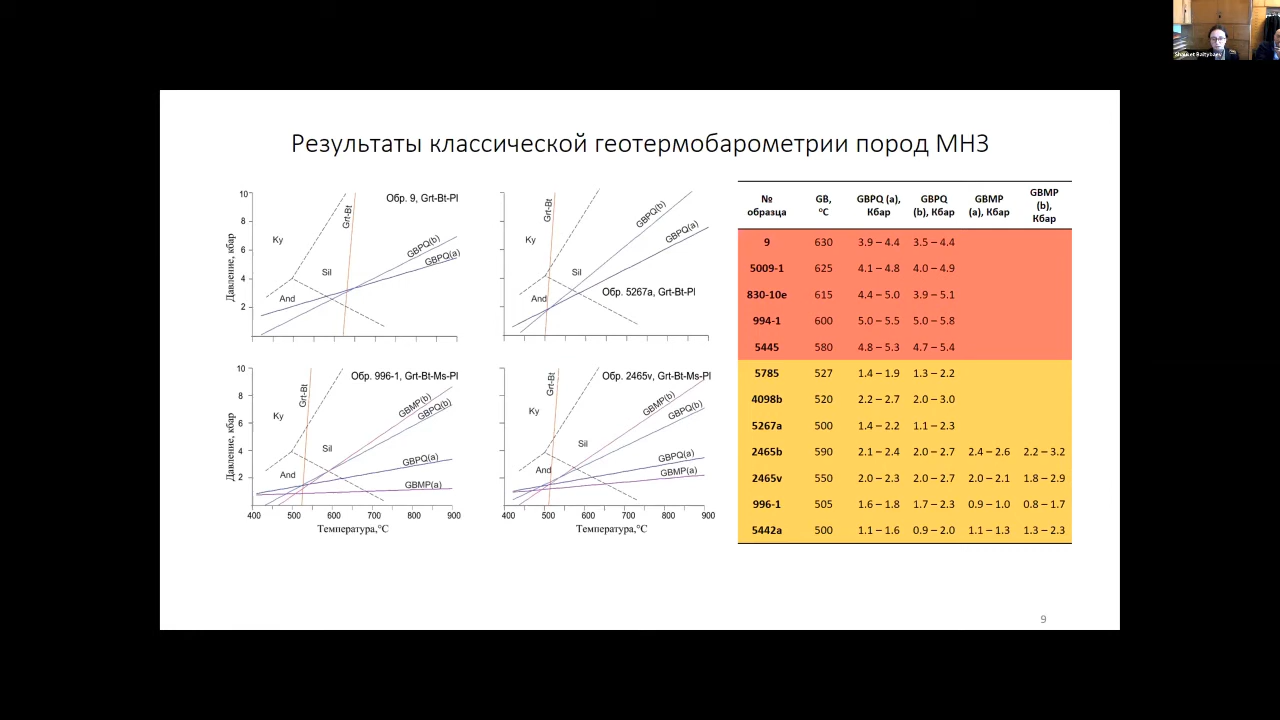 Shauket Baltybaev
Результаты классической геотермобарометрии пород МНЗ
Обр. 9, Grt-Bt-Pl
10
8
6
4
2
Давление, кбар
Ky
Sil
And
Grt-Bt
GBPQ(b)
GBPQ(a)
Ky
Sil
And
Grt-Bt
GBPQ(b)
GBPQ(a)
Обр. 5267a, Grt-Bt-Pl
Обр. 996-1, Grt-Bt-Ms-Pl
10
8
6
4
2
Давление, кбар
Ky
Sil
And
Grt-Bt
GBMP(b)
GBPQ(b)
GBPQ(a)
GBMP(a)
400 500 600 700 800 900
Температура,°C
Обр. 2465v, Grt-Bt-Ms-Pl
Ky
Sil
And
Grt-Bt
GBMP(b)
GBPQ(b)
GBPQ(a)
GBMP(a)
400 500 600 700 800 900
Температура,°C
№ образца GB, °C GBPQ (a), Кбар GBPQ (b), Кбар GBMP (a), Кбар GBMP (b), Кбар
9 630 3.9 – 4.4 3.5 – 4.4
5009-1 625 4.1 – 4.8 4.0 – 4.9
830-10e 615 4.4 – 5.0 3.9 – 5.1
994-1 600 5.0 – 5.5 5.0 – 5.8
5445 580 4.8 – 5.3 4.7 – 5.4
5785 527 1.4 – 1.9 1.3 – 2.2
4098b 520 2.2 – 2.7 2.0 – 3.0
5267a 500 1.4 – 2.2 1.1 – 2.3
2465b 590 2.1 – 2.4 2.0 – 2.7 2.4 – 2.6 2.2 – 3.2
2465v 550 2.0 – 2.3 2.0 – 2.7 2.0 – 2.1 1.8 – 2.9
996-1 505 1.6 – 1.8 1.7 – 2.3 0.9 – 1.0 0.8 – 1.7
5442a 500 1.1 – 1.6 0.9 – 2.0 1.1 – 1.3 1.3 – 2.3
9